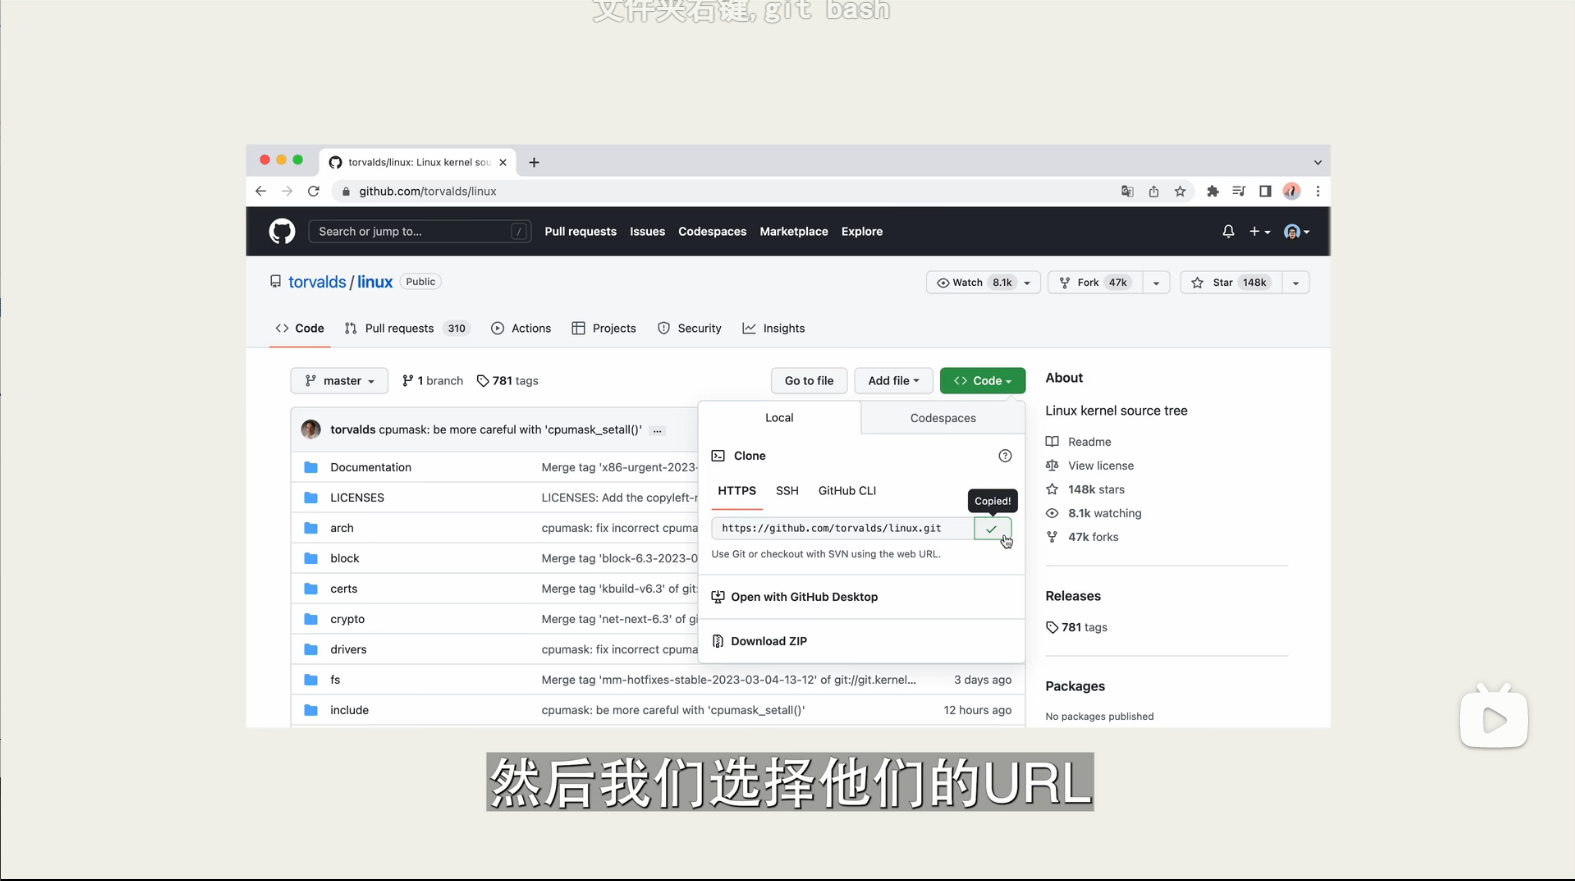 文件夹右键,git bash
torvalds/linux: Linux kernel sou
github.com/torvalds/linux
Search or jump to... /
Pull requests Issues Codespaces Marketplace Explore
torvalds / linux Public
Watch 8.1k Fork 47k Star 148k
Code Pull requests 310 Actions Projects Security Insights
master 1 branch 781 tags Go to file Add file Code
torvalds cpumask: be more careful with 'cpumask_setall()' ...
Documentation Merge tag 'x86-urgent-2023-
LICENSES LICENSES: Add the copyleft-
arch cpumask: fix incorrect cpuma
block Merge tag 'block-6.3-2023-0
certs Merge tag 'kbuild-v6.3' of git:
crypto Merge tag 'net-next-6.3' of gi
drivers cpumask: fix incorrect cpuma
fs Merge tag 'mm-hotfixes-stable-2023-03-04-13-12' of git://git.kernel... 3 days ago
include cpumask: be more careful with 'cpumask_setall()' 12 hours ago
Local Codespaces
Clone
HTTPS SSH GitHub CLI
Copied!
https://github.com/torvalds/linux.git
Use Git or checkout with SVN using the web URL.
Open with GitHub Desktop
Download ZIP
About
Linux kernel source tree
Readme
View license
148k stars
8.1k watching
47k forks
Releases
781 tags
Packages
No packages published
然后我们选择他们的URL